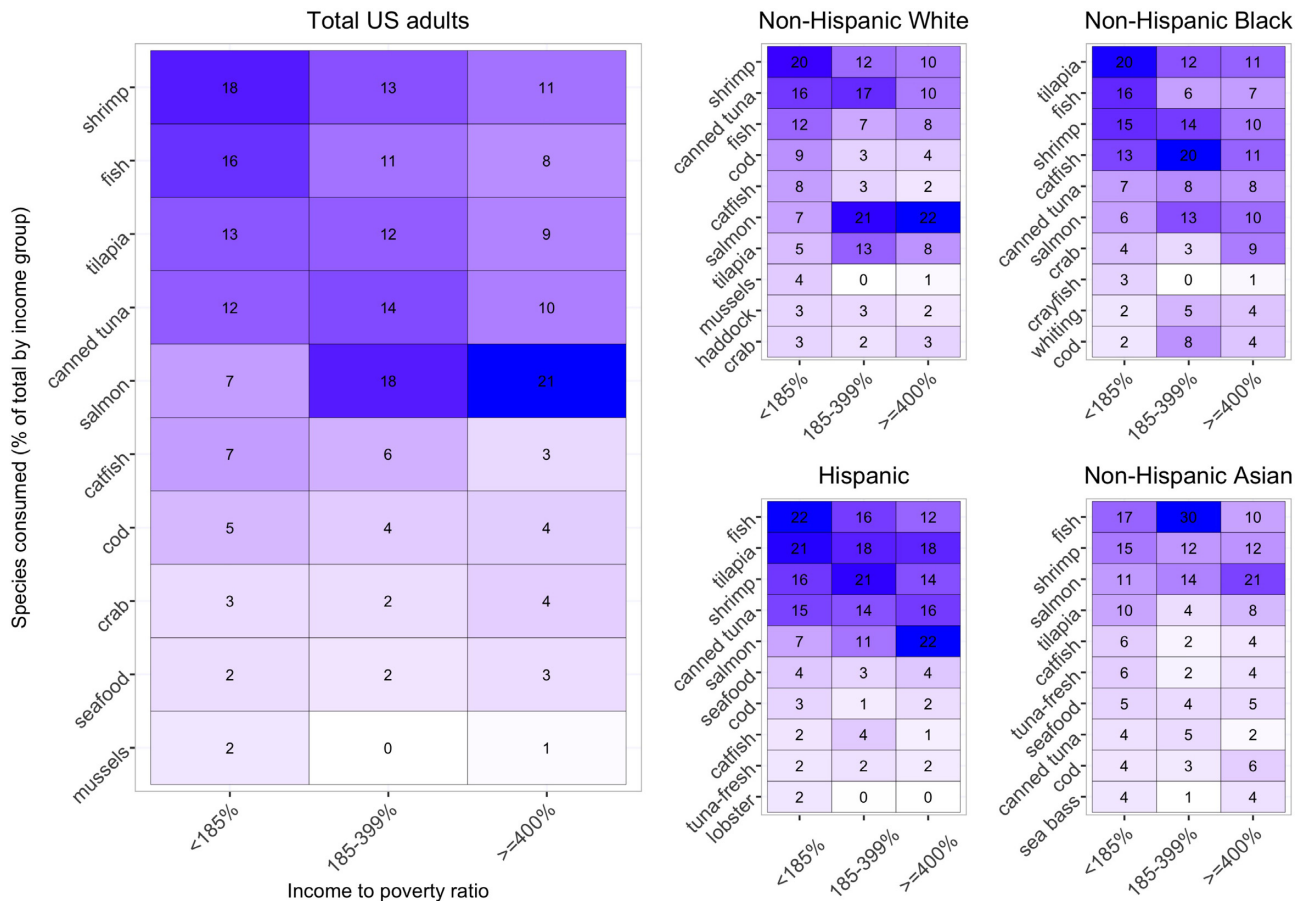 Total US adults
Species consumed (% of total by income group)
shrimp 18 13 11
fish 16 11 8
tilapia 13 12 9
canned tuna 12 14 10
salmon 7 18 21
catfish 7 6 3
cod 5 4 4
crab 3 2 4
seafood 2 2 3
mussels 2 0 1
<185% 185-399% >=400%
Income to poverty ratio
Non-Hispanic White
shrimp 20 12 10
canned tuna 16 17 10
fish 12 7 8
cod 9 3 4
catfish 8 3 2
salmon 7 21 22
tilapia 5 13 8
mussels 4 0 1
haddock 3 3 2
crab 3 2 3
<185% 185-399% >=400%
Non-Hispanic Black
tilapia 20 12 11
fish 16 6 7
shrimp 15 14 10
catfish 13 20 11
canned tuna 7 8 8
salmon 6 13 10
crab 4 3 9
crayfish 3 0 1
whiting 2 5 4
cod 2 8 4
<185% 185-399% >=400%
Hispanic
fish 22 16 12
tilapia 21 18 18
shrimp 16 21 14
canned tuna 15 14 16
salmon 7 11 22
seafood 4 3 4
cod 3 1 2
catfish 2 4 1
tuna-fresh 2 2 2
lobster 2 0 0
<185% 185-399% >=400%
Non-Hispanic Asian
fish 17 30 10
shrimp 15 12 12
salmon 11 14 21
tilapia 10 4 8
catfish 6 2 4
tuna-fresh 6 2 4
seafood 5 4 5
canned tuna 4 5 2
cod 4 3 6
sea bass 4 1 4
<185% 185-399% >=400%